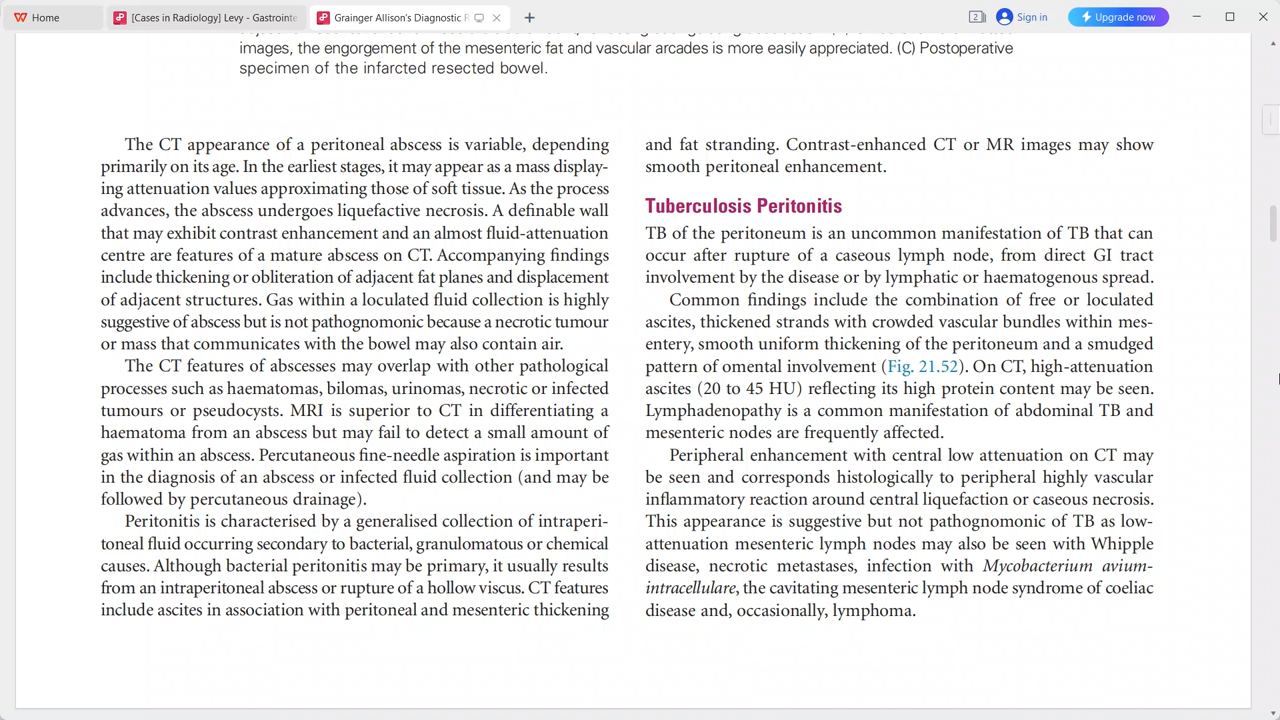 Home
[Cases in Radiology] Levy - Gastrointe
Grainger Allison's Diagnostic R
2
Sign in
Upgrade now
images, the engorgement of the mesenteric fat and vascular arcades is more easily appreciated. (C) Postoperative
specimen of the infarcted resected bowel.
The CT appearance of a peritoneal abscess is variable, depending
primarily on its age. In the earliest stages, it may appear as a mass display-
ing attenuation values approximating those of soft tissue. As the process
advances, the abscess undergoes liquefactive necrosis. A definable wall
that may exhibit contrast enhancement and an almost fluid-attenuation
centre are features of a mature abscess on CT. Accompanying findings
include thickening or obliteration of adjacent fat planes and displacement
of adjacent structures. Gas within a loculated fluid collection is highly
suggestive of abscess but is not pathognomonic because a necrotic tumour
or mass that communicates with the bowel may also contain air.
The CT features of abscesses may overlap with other pathological
processes such as haematomas, bilomas, urinomas, necrotic or infected
tumours or pseudocysts. MRI is superior to CT in differentiating a
haematoma from an abscess but may fail to detect a small amount of
gas within an abscess. Percutaneous fine-needle aspiration is important
in the diagnosis of an abscess or infected fluid collection (and may be
followed by percutaneous drainage).
Peritonitis is characterised by a generalised collection of intraperi-
toneal fluid occurring secondary to bacterial, granulomatous or chemical
causes. Although bacterial peritonitis may be primary, it usually results
from an intraperitoneal abscess or rupture of a hollow viscus. CT features
include ascites in association with peritoneal and mesenteric thickening
and fat stranding. Contrast-enhanced CT or MR images may show
smooth peritoneal enhancement.
Tuberculosis Peritonitis
TB of the peritoneum is an uncommon manifestation of TB that can
occur after rupture of a caseous lymph node, from direct GI tract
involvement by the disease or by lymphatic or haematogenous spread.
Common findings include the combination of free or loculated
ascites, thickened strands with crowded vascular bundles within mes-
entery, smooth uniform thickening of the peritoneum and a smudged
pattern of omental involvement (Fig. 21.52). On CT, high-attenuation
ascites (20 to 45 HU) reflecting its high protein content may be seen.
Lymphadenopathy is a common manifestation of abdominal TB and
mesenteric nodes are frequently affected.
Peripheral enhancement with central low attenuation on CT may
be seen and corresponds histologically to peripheral highly vascular
inflammatory reaction around central liquefaction or caseous necrosis.
This appearance is suggestive but not pathognomonic of TB as low-
attenuation mesenteric lymph nodes may also be seen with Whipple
disease, necrotic metastases, infection with Mycobacterium avium-
intracellulare, the cavitating mesenteric lymph node syndrome of coeliac
disease and, occasionally, lymphoma.